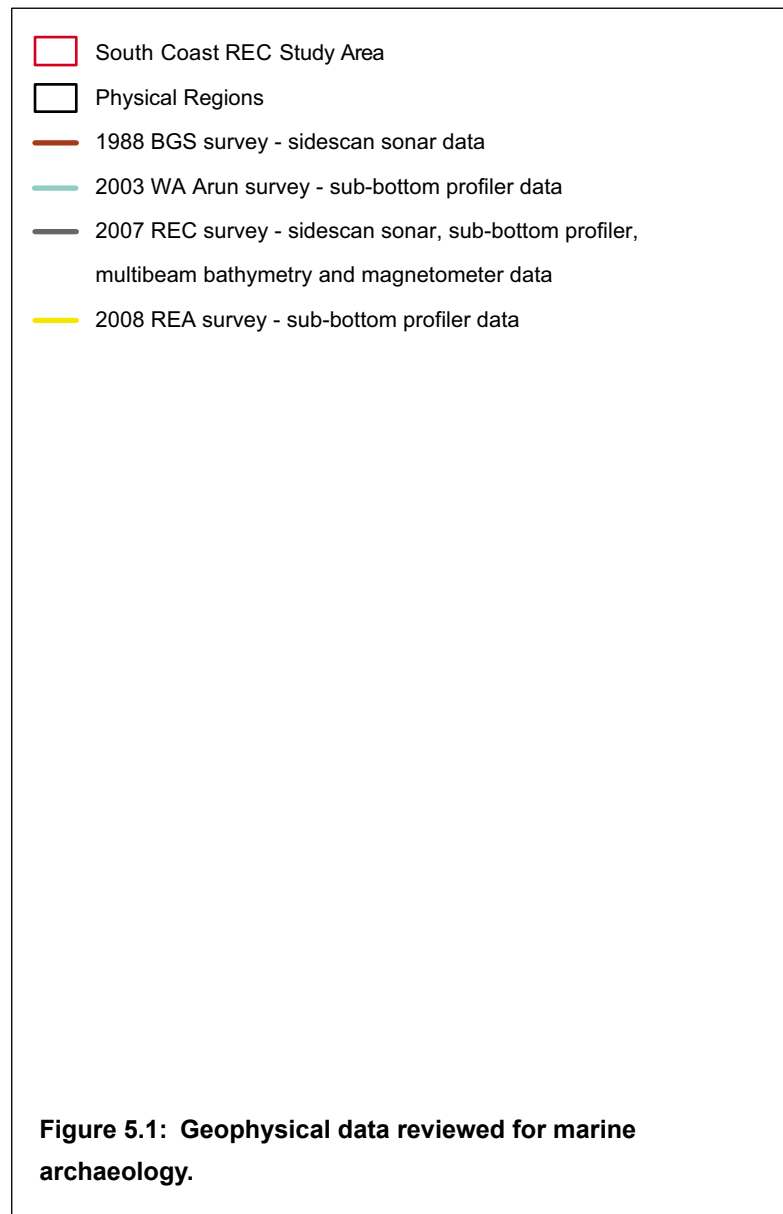 South Coast REC Study Area
Physical Regions
1988 BGS survey - sidescan sonar data
2003 WA Arun survey - sub-bottom profiler data
2007 REC survey - sidescan sonar, sub-bottom profiler,
multibeam bathymetry and magnetometer data
2008 REA survey - sub-bottom profiler data
Figure 5.1:  Geophysical data reviewed for marine
archaeology.